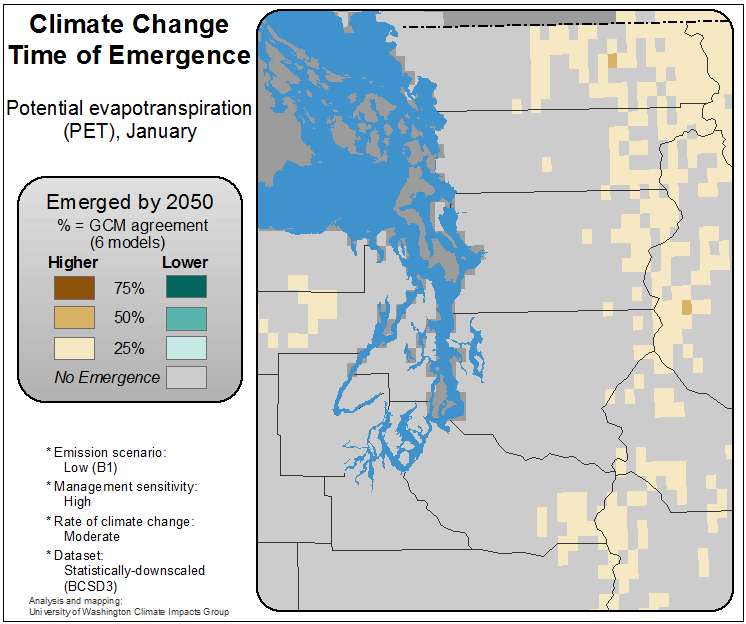 Climate Change
Time of Emergence
Potential evapotranspiration
(PET), January
Emerged by 2050
% = GCM agreement
(6 models)
Higher Lower
75%
50%
25%
No Emergence
* Emission scenario:
Low (B1)
* Management sensitivity:
High
* Rate of climate change:
Moderate
* Dataset:
Statistically-downscaled
(BCSD3)
Analysis and mapping:
University of Washington Climate Impacts Group